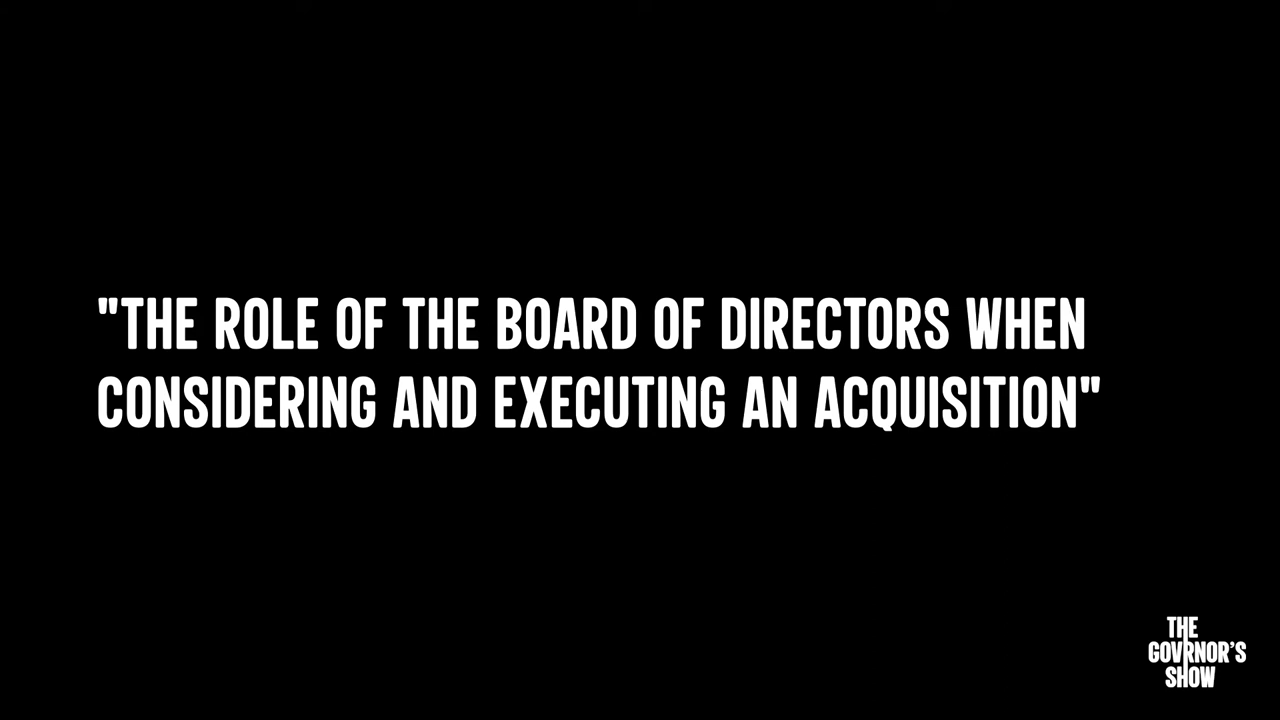 "THE ROLE OF THE BOARD OF DIRECTORS WHEN
CONSIDERING AND EXECUTING AN ACQUISITION"
THE
GOVRNOR'S
SHOW